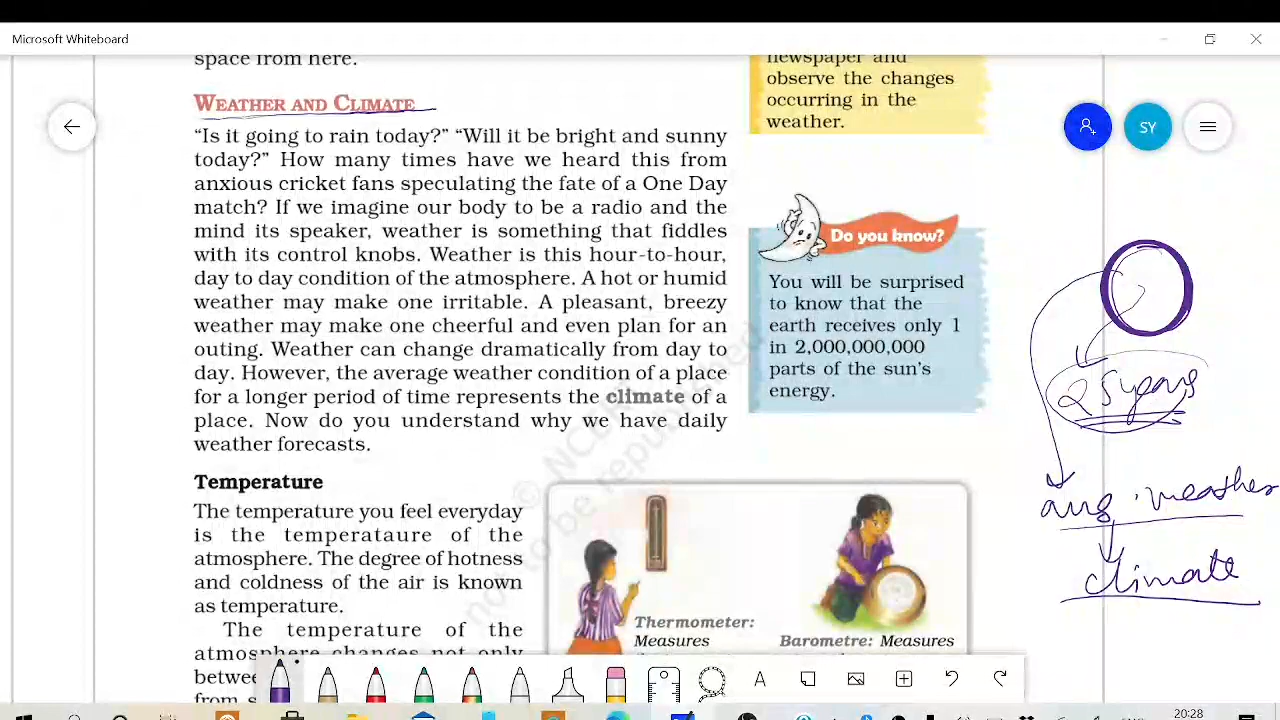 Microsoft Whiteboard
space from here.
WEATHER AND CLIMATE
“Is it going to rain today?” “Will it be bright and sunny
today?” How many times have we heard this from
anxious cricket fans speculating the fate of a One Day
match? If we imagine our body to be a radio and the
mind its speaker, weather is something that fiddles
with its control knobs. Weather is this hour-to-hour,
day to day condition of the atmosphere. A hot or humid
weather may make one irritable. A pleasant, breezy
weather may make one cheerful and even plan for an
outing. Weather can change dramatically from day to
day. However, the average weather condition of a place
for a longer period of time represents the climate of a
place. Now do you understand why we have daily
weather forecasts.
Temperature
The temperature you feel everyday
is the temperataure of the
atmosphere. The degree of hotness
and coldness of the air is known
as temperature.
The temperature of the
atmosphere changes not only
newspaper and
observe the changes
occurring in the
weather.
SY
Do you know?
You will be surprised
to know that the
earth receives only 1
in 2,000,000,000
parts of the sun’s
energy.
25 years
avg. weather
climate
Thermometer:
Measures
Barometre: Measures
© NCERT
not to be republished
A
20:28